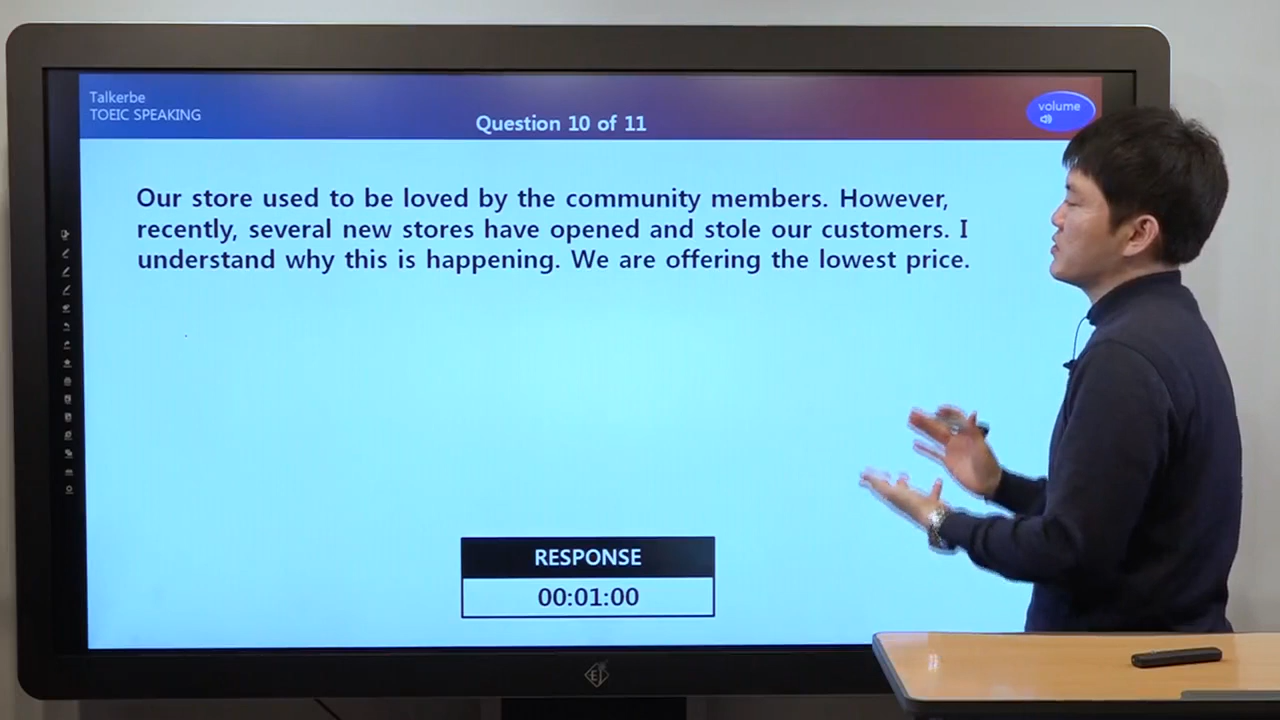 Talkerbe
TOEIC SPEAKING
Question 10 of 11
volume
Our store used to be loved by the community members. However,
recently, several new stores have opened and stole our customers. I
understand why this is happening. We are offering the lowest price.
RESPONSE
00:01:00